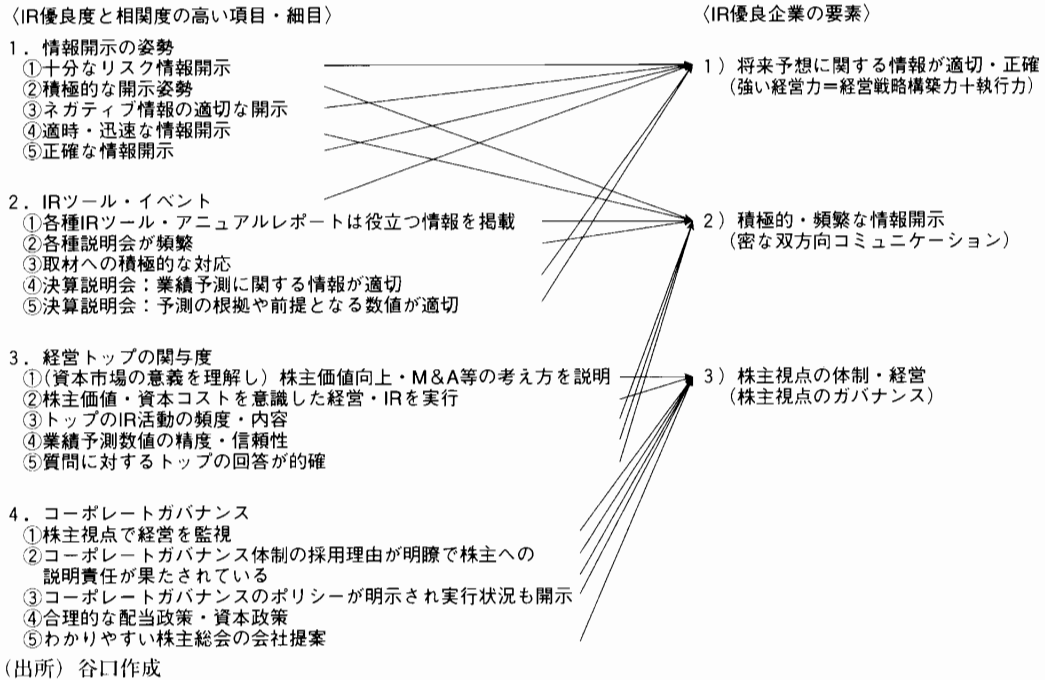 〈IR優良度と相関度の高い項目・細目〉
〈IR優良企業の要素〉
1．情報開示の姿勢
①十分なリスク情報開示
②積極的な開示姿勢
③ネガティブ情報の適切な開示
④適時・迅速な情報開示
⑤正確な情報開示
2．IRツール・イベント
①各種IRツール・アニュアルレポートは役立つ情報を掲載
②各種説明会が頻繁
③取材への積極的な対応
④決算説明会：業績予測に関する情報が適切
⑤決算説明会：予測の根拠や前提となる数値が適切
3．経営トップの関与度
①(資本市場の意義を理解し）株主価値向上・M＆A等の考え方を説明
②株主価値・資本コストを意識した経営・IRを実行
③トップのIR活動の頻度・内容
④業績予測数値の精度・信頼性
⑤質問に対するトップの回答が的確
4．コーポレートガバナンス
①株主視点で経営を監視
②コーポレートガバナンス体制の採用理由が明瞭で株主への
説明責任が果たされている
③コーポレートガバナンスのポリシーが明示され実行状況も開示
④合理的な配当政策・資本政策
⑤わかりやすい株主総会の会社提案
1）将来予想に関する情報が適切・正確
（強い経営力＝経営戦略構築力＋執行力）
2）積極的・頻繁な情報開示
（密な双方向コミュニケーション）
3）株主視点の体制・経営
（株主視点のガバナンス）
（出所）谷口作成